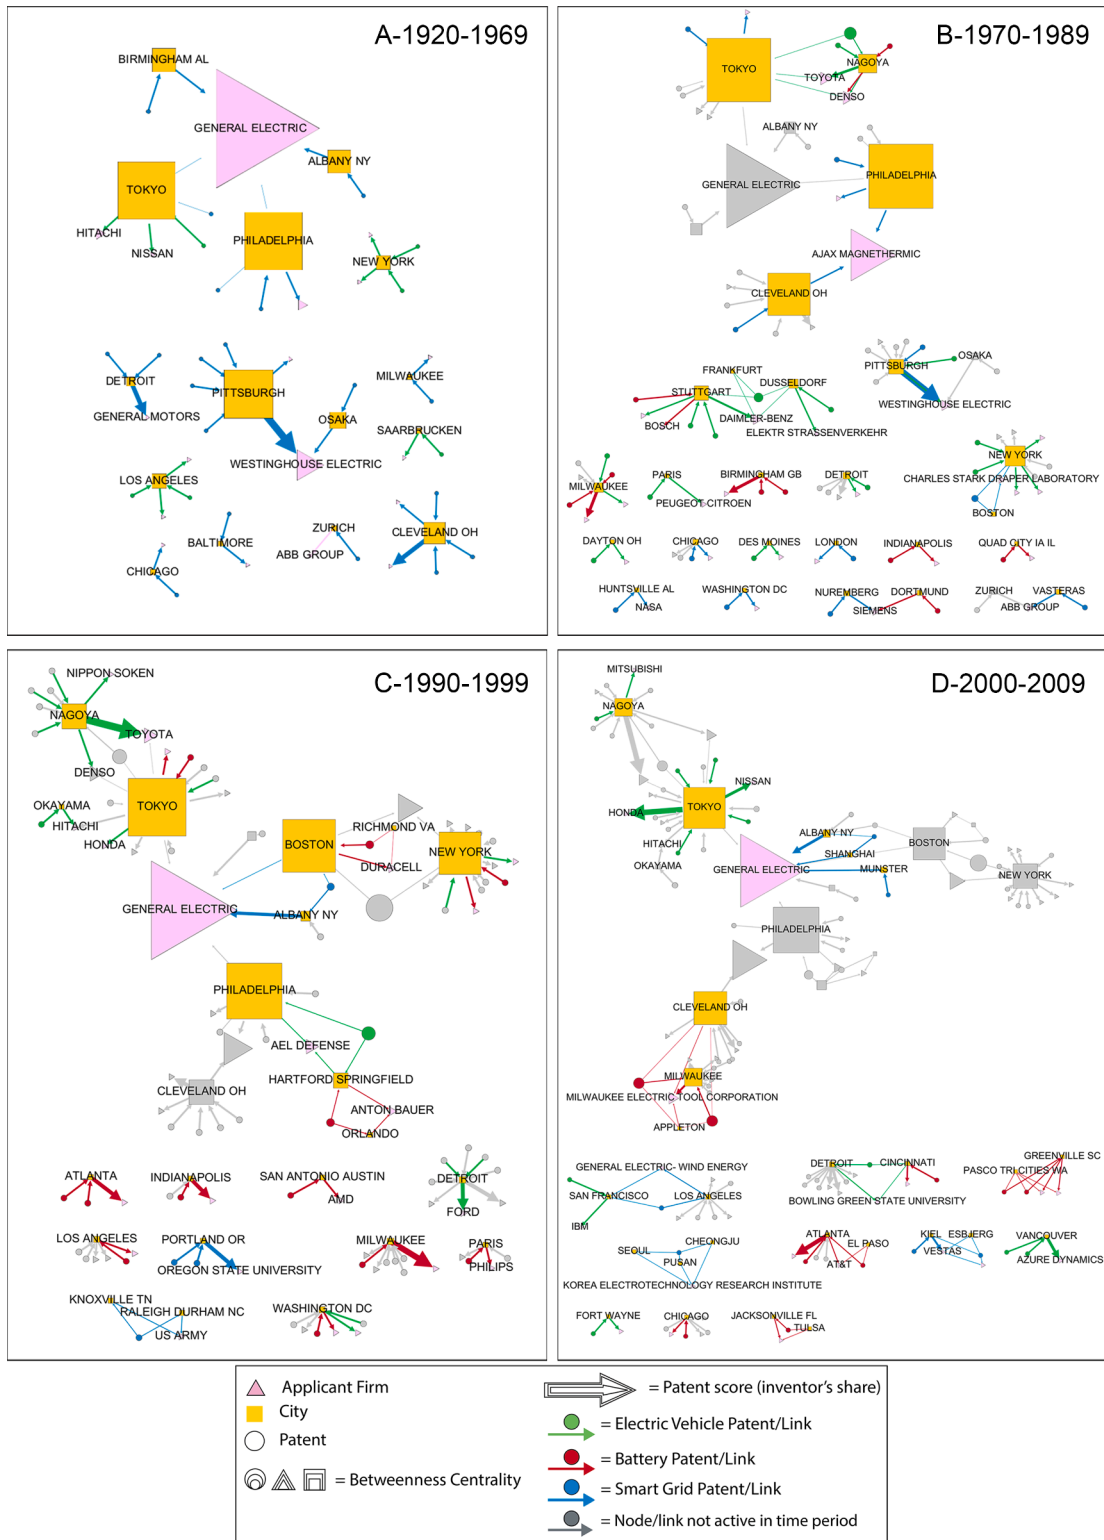 A-1920-1969
BIRMINGHAM AL
GENERAL ELECTRIC
ALBANY NY
TOKYO
HITACHI
NISSAN
PHILADELPHIA
NEW YORK
DETROIT
GENERAL MOTORS
PITTSBURGH
MILWAUKEE
OSAKA
SAARBRUCKEN
WESTINGHOUSE ELECTRIC
LOS ANGELES
BALTIMORE
ZURICH
ABB GROUP
CLEVELAND OH
CHICAGO
B-1970-1989
TOKYO
NAGOYA
TOYOTA
DENSO
ALBANY NY
GENERAL ELECTRIC
PHILADELPHIA
AJAX MAGNETHERMIC
CLEVELAND OH
FRANKFURT
STUTTGART
DUSSELDORF
BOSCH
DAIMLER-BENZ
ELEKTR STRASSENVERKEHR
PITTSBURGH
OSAKA
WESTINGHOUSE ELECTRIC
NEW YORK
CHARLES STARK DRAPER LABORATORY
BOSTON
MILWAUKEE
PARIS
PEUGEOT-CITROEN
BIRMINGHAM GB
DETROIT
DAYTON OH
CHICAGO
DES MOINES
LONDON
INDIANAPOLIS
QUAD CITY IA IL
HUNTSVILLE AL
NASA
WASHINGTON DC
NUREMBERG
SIEMENS
DORTMUND
ZURICH
ABB GROUP
VASTERAS
C-1990-1999
NIPPON SOKEN
NAGOYA
TOYOTA
DENSO
TOKYO
OKAYAMA
HITACHI
HONDA
BOSTON
RICHMOND VA
DURACELL
NEW YORK
GENERAL ELECTRIC
ALBANY NY
PHILADELPHIA
AEL DEFENSE
HARTFORD SPRINGFIELD
CLEVELAND OH
ANTON BAUER
ORLANDO
ATLANTA
INDIANAPOLIS
SAN ANTONIO AUSTIN
AMD
DETROIT
FORD
LOS ANGELES
PORTLAND OR
OREGON STATE UNIVERSITY
MILWAUKEE
PARIS
PHILIPS
KNOXVILLE TN
RALEIGH DURHAM NC
US ARMY
WASHINGTON DC
D-2000-2009
MITSUBISHI
NAGOYA
NISSAN
HONDA
TOKYO
HITACHI
OKAYAMA
ALBANY NY
SHANGHAI
BOSTON
GENERAL ELECTRIC
MUNSTER
NEW YORK
PHILADELPHIA
CLEVELAND OH
MILWAUKEE
MILWAUKEE ELECTRIC TOOL CORPORATION
APPLETON
GENERAL ELECTRIC- WIND ENERGY
SAN FRANCISCO
LOS ANGELES
IBM
DETROIT
CINCINNATI
BOWLING GREEN STATE UNIVERSITY
GREENVILLE SC
PASCO TRI CITIES WA
SEOUL
CHEONGJU
PUSAN
KOREA ELECTROTECHNOLOGY RESEARCH INSTITUTE
ATLANTA
EL PASO
AT&T
KIEL
ESBJERG
VESTAS
VANCOUVER
AZURE DYNAMICS
FORT WAYNE
CHICAGO
JACKSONVILLE FL
TULSA
Applicant Firm
City
Patent
= Betweenness Centrality
= Patent score (inventor's share)
= Electric Vehicle Patent/Link
= Battery Patent/Link
= Smart Grid Patent/Link
= Node/link not active in time period